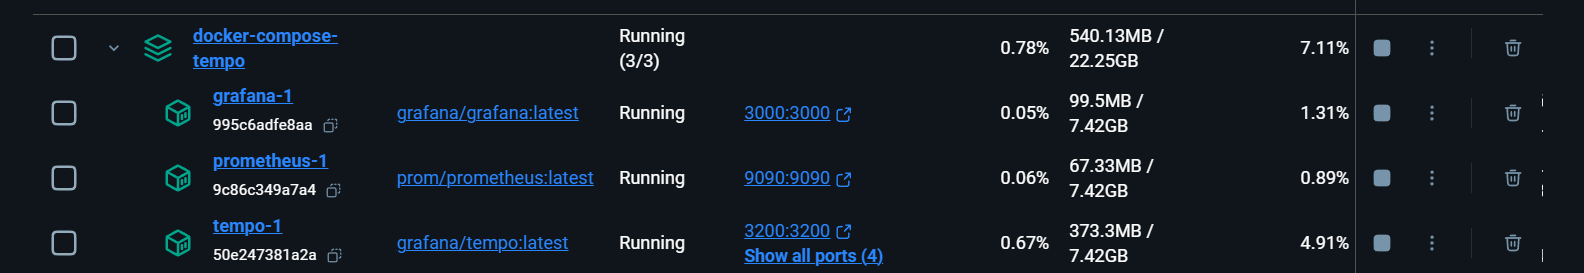 docker-compose-
tempo
Running
(3/3)
0.78%
540.13MB /
22.25GB
7.11%
grafana-1
995c6adfe8aa
grafana/grafana:latest
Running
3000:3000
0.05%
99.5MB /
7.42GB
1.31%
prometheus-1
9c86c349a7a4
prom/prometheus:latest
Running
9090:9090
0.06%
67.33MB /
7.42GB
0.89%
tempo-1
50e247381a2a
grafana/tempo:latest
Running
3200:3200
Show all ports (4)
0.67%
373.3MB /
7.42GB
4.91%